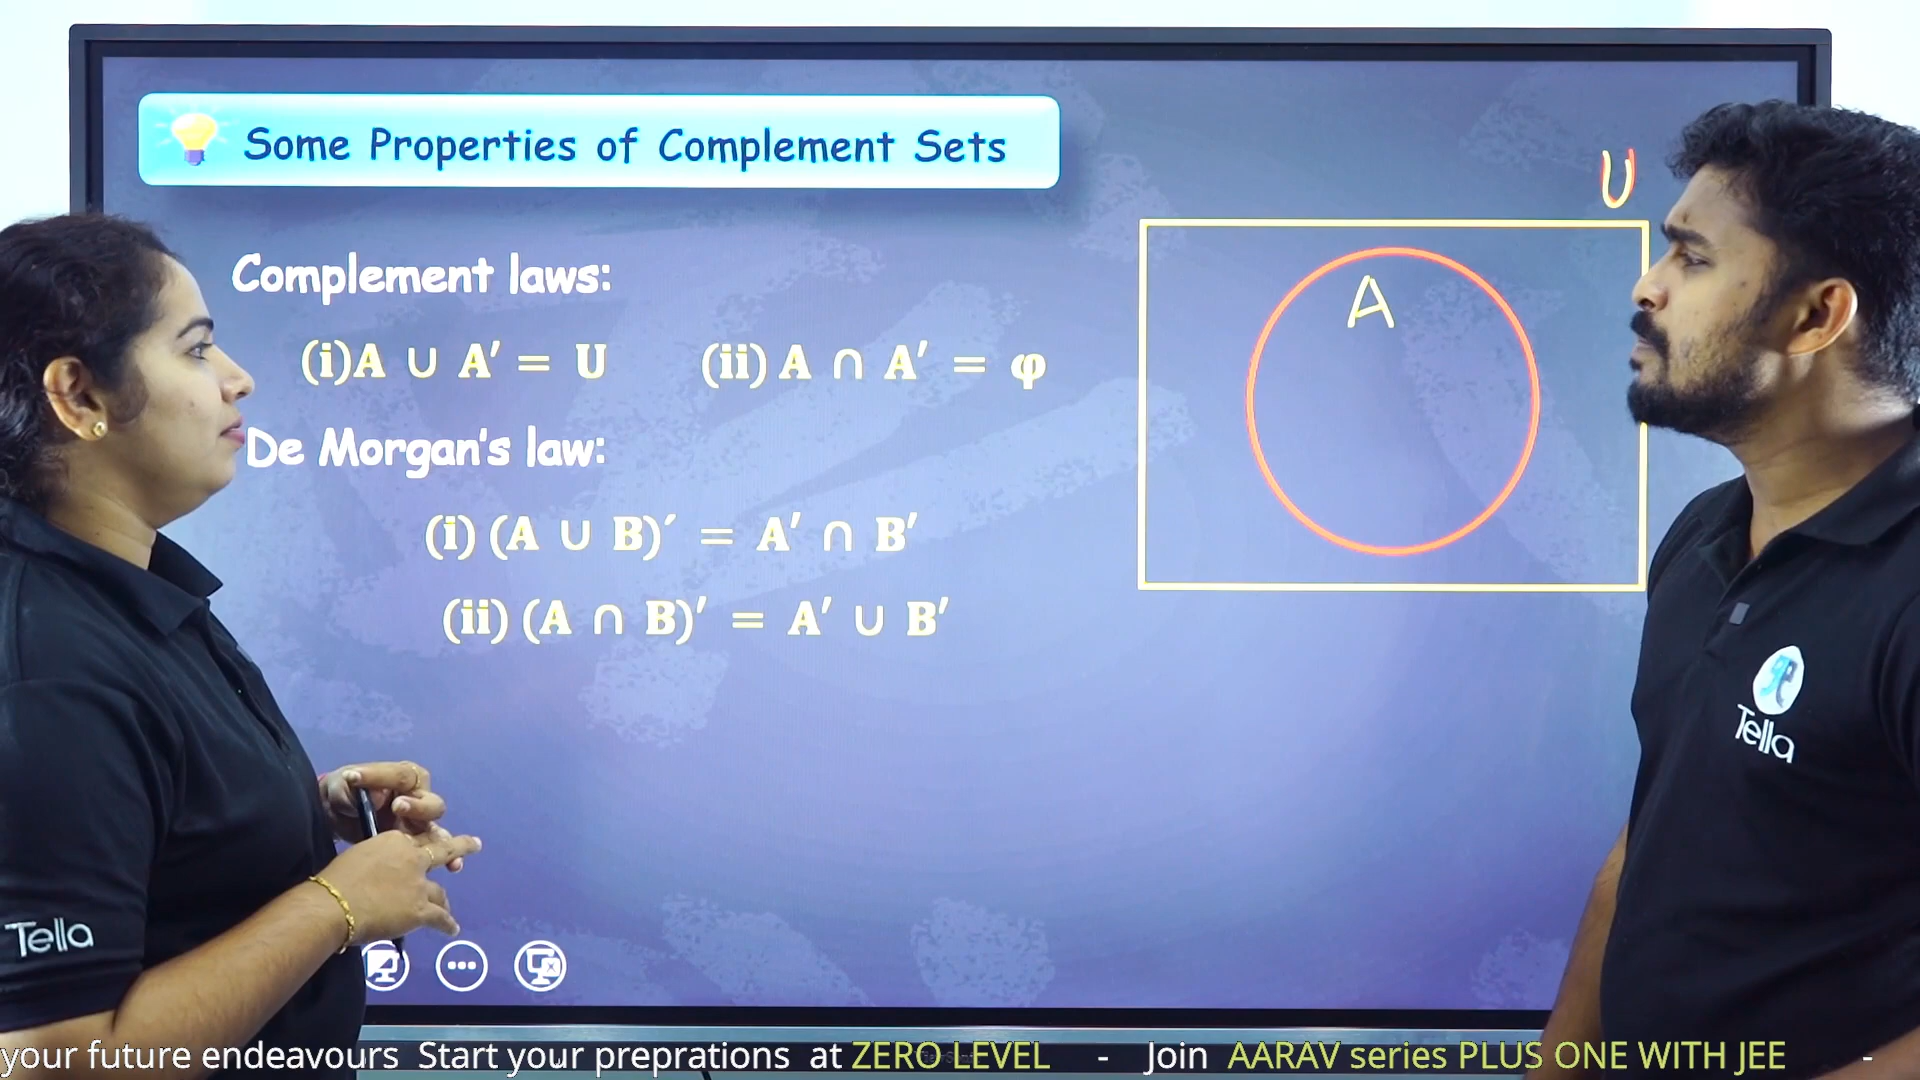 Some Properties of Complement Sets
U
A
Complement laws:
(i)A ∪ A′ = U (ii) A ∩ A′ = φ
De Morgan's law:
(i) (A ∪ B)′ = A′ ∩ B′
(ii) (A ∩ B)′ = A′ ∪ B′
Tella
Tella
your future endeavours Start your preprations at ZERO LEVEL - Join AARAV series PLUS ONE WITH JEE -